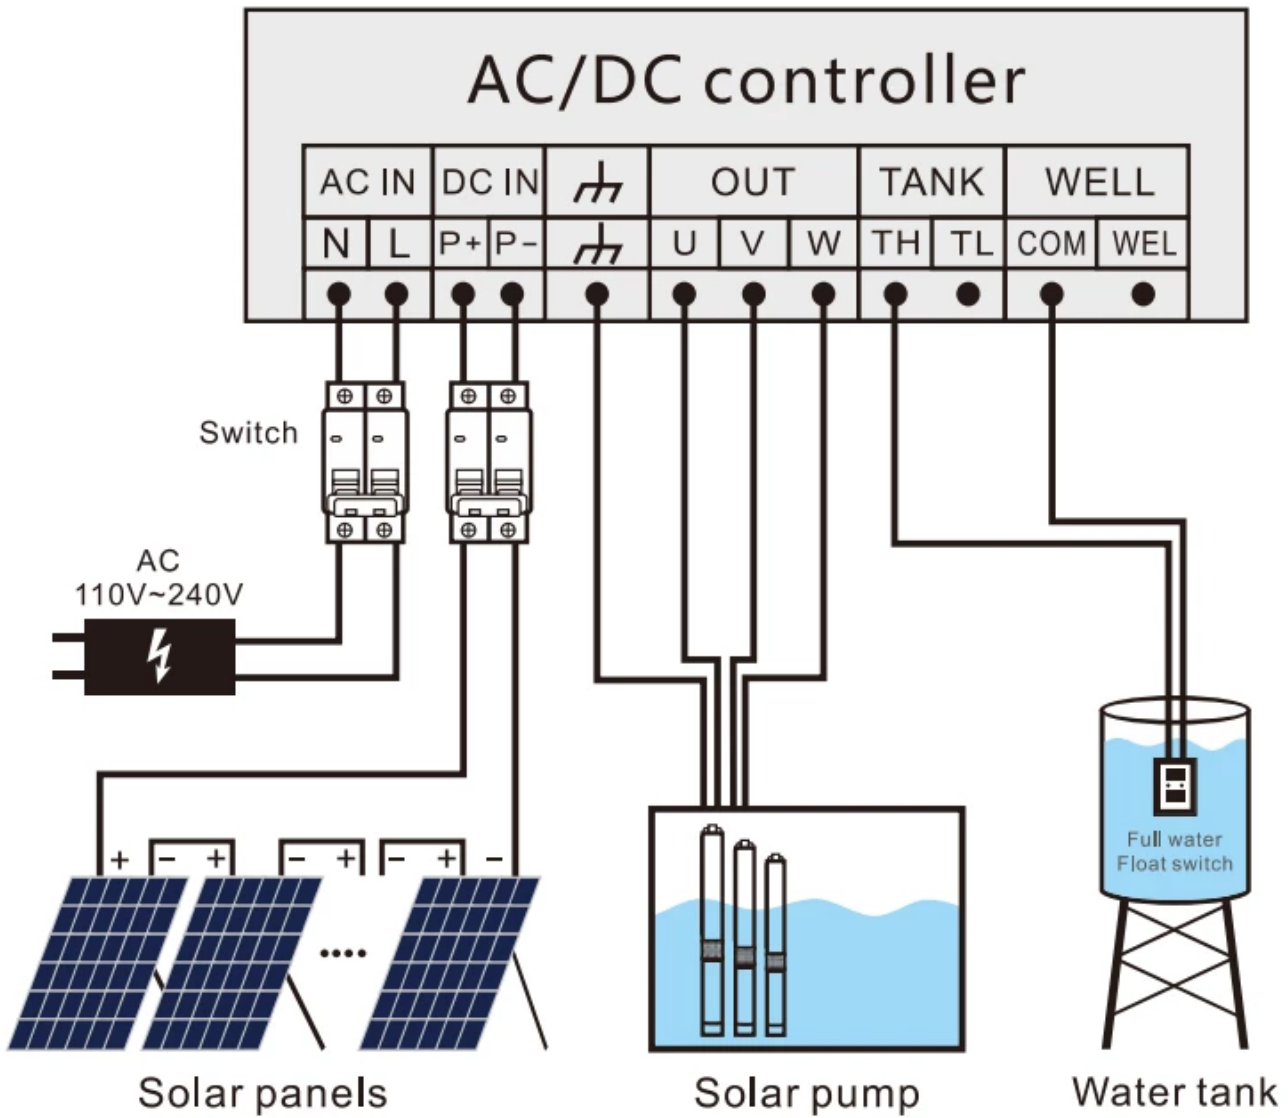 AC/DC controller
AC IN DC IN OUT TANK WELL
N L P+ P- U V W TH TL COM WEL
Switch
AC
110V~240V
+ - + - + - + -
Full water
Float switch
Solar panels
Solar pump
Water tank